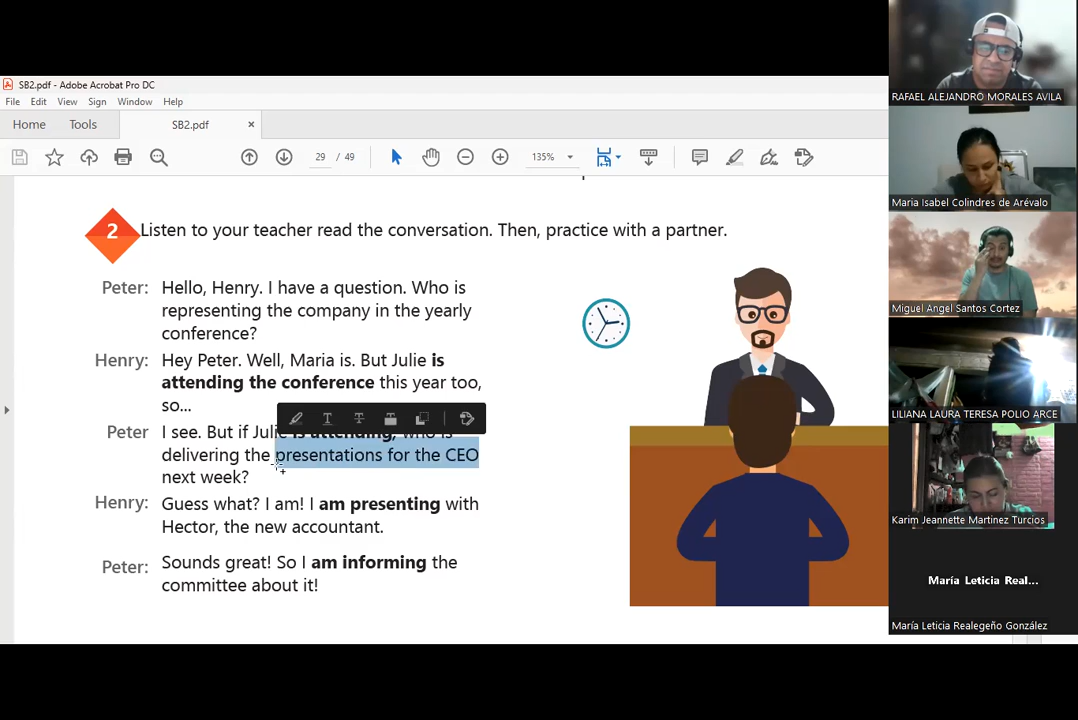 SB2.pdf - Adobe Acrobat Pro DC
File Edit View Sign Window Help
Home Tools SB2.pdf ×
29 / 49 135%
2 Listen to your teacher read the conversation. Then, practice with a partner.
Peter: Hello, Henry. I have a question. Who is
representing the company in the yearly
conference?
Henry: Hey Peter. Well, Maria is. But Julie is
attending the conference this year too,
so...
Peter I see. But if Julie is attending, who is
delivering the presentations for the CEO
next week?
Henry: Guess what? I am! I am presenting with
Hector, the new accountant.
Peter: Sounds great! So I am informing the
committee about it!
RAFAEL ALEJANDRO MORALES AVILA
Maria Isabel Colindres de Arévalo
Miguel Angel Santos Cortez
LILIANA LAURA TERESA POLIO ARCE
Karim Jeannette Martinez Turcios
María Leticia Real...
María Leticia Realegeño González